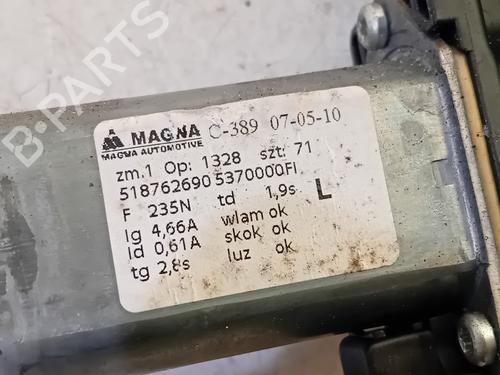 MAGNA C-389 07-05-10
MAGNA AUTOMOTIVE
zm.1 Op: 1328 szt: 71
518762690 5370000FI
F 235N td 1,9s L
Ig 4,66A wlam ok
Id 0,61A skok ok
tg 2,8s luz ok
B-PARTS